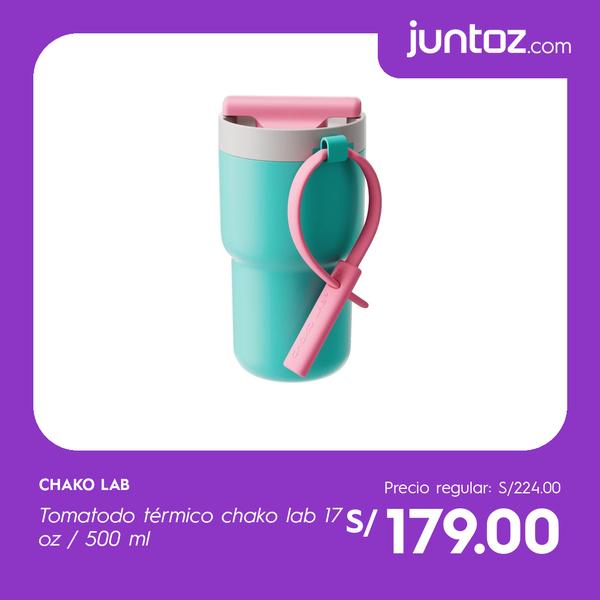 juntoz.com
CHAKO LAB
Tomatodo térmico chako lab 17
oz / 500 ml
Precio regular: S/224.00
S/179.00